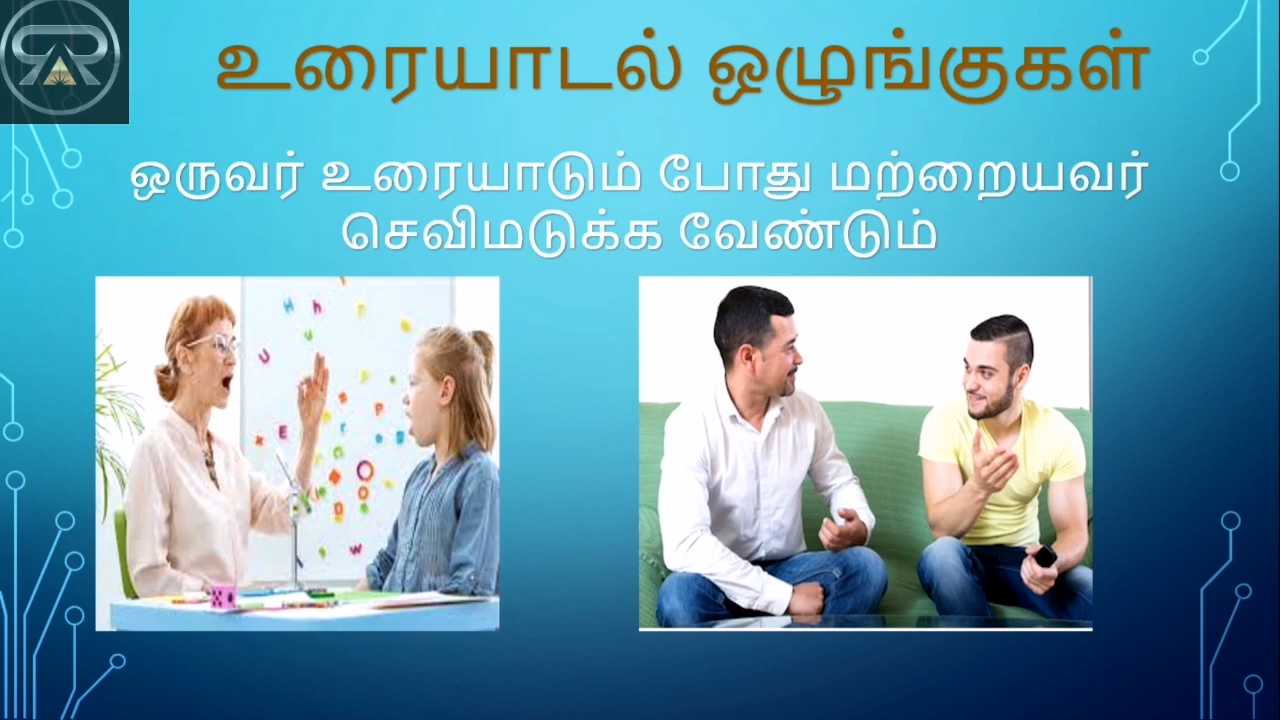 உரையாடல் ஒழுங்குகள்
ஒருவர் உரையாடும் போது மற்றையவர்
செவிமடுக்க வேண்டும்